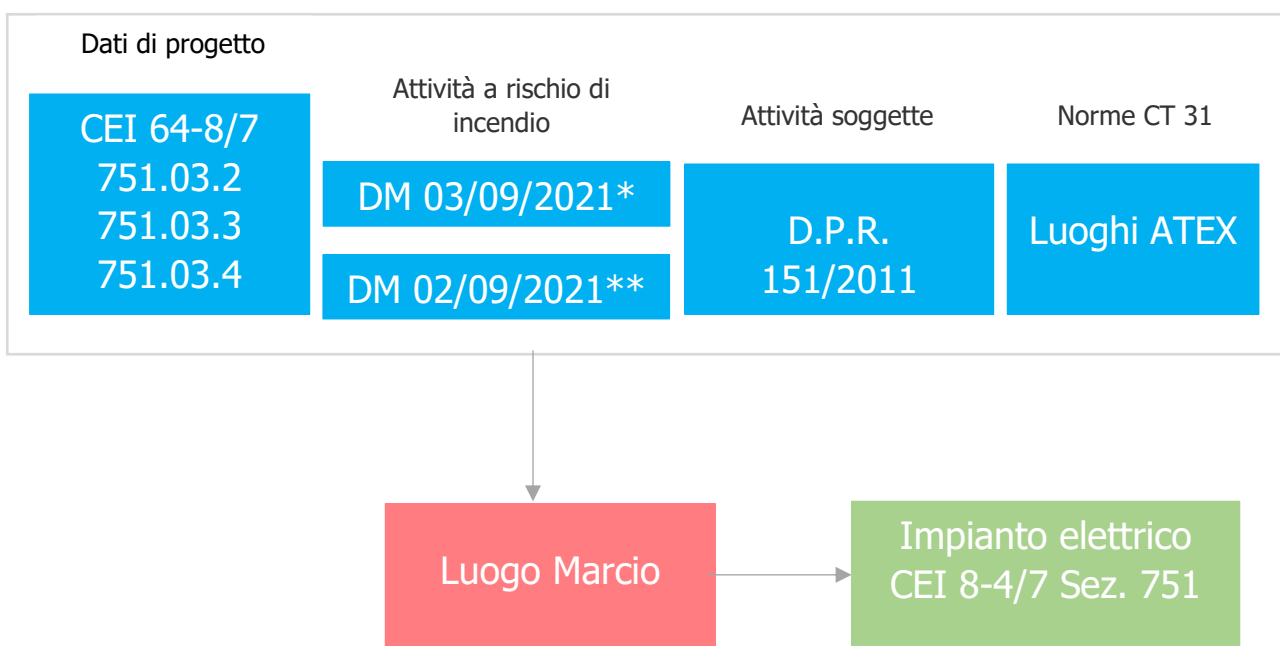 Dati di progetto
CEI 64-8/7
751.03.2
751.03.3
751.03.4
Attività a rischio di
incendio
DM 03/09/2021*
DM 02/09/2021**
Attività soggette
D.P.R.
151/2011
Norme CT 31
Luoghi ATEX
Luogo Marcio
Impianto elettrico
CEI 8-4/7 Sez. 751